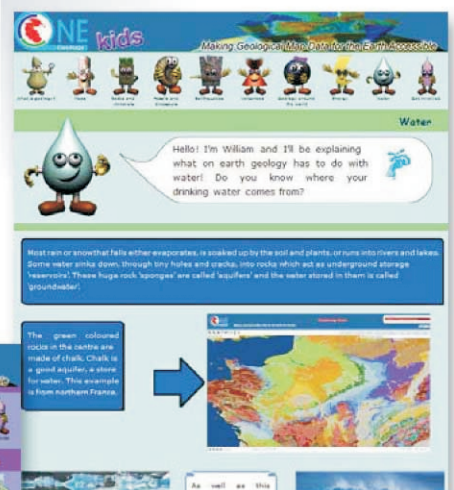 ONE
kids
Making Geological Map Data for the Earth Accessible
Water
Hello! I'm William and I'll be explaining
what on earth geology has to do with
water! Do you know where your
drinking water comes from?
Most rain or snow that falls either evaporates, is soaked up by the soil and plants, or runs into rivers and lakes.
Some water sinks down, through tiny holes and cracks, into rocks which act as underground storage
'reservoirs'. These huge rock 'sponges' are called 'aquifers' and the water stored in them is called
'groundwater'.
The green coloured
rocks in the centre are
made of chalk. Chalk is
a good aquifer, a store
for water. This example
is from northern France.
As well as this